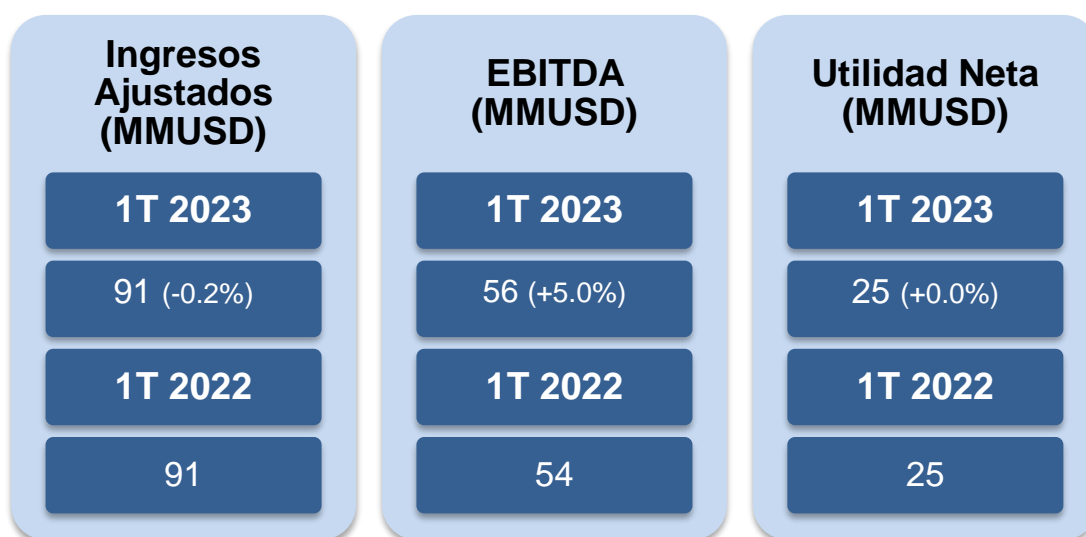 Ingresos
Ajustados
(MMUSD)
1T 2023
91 (-0.2%)
1T 2022
91
EBITDA
(MMUSD)
1T 2023
56 (+5.0%)
1T 2022
54
Utilidad Neta
(MMUSD)
1T 2023
25 (+0.0%)
1T 2022
25